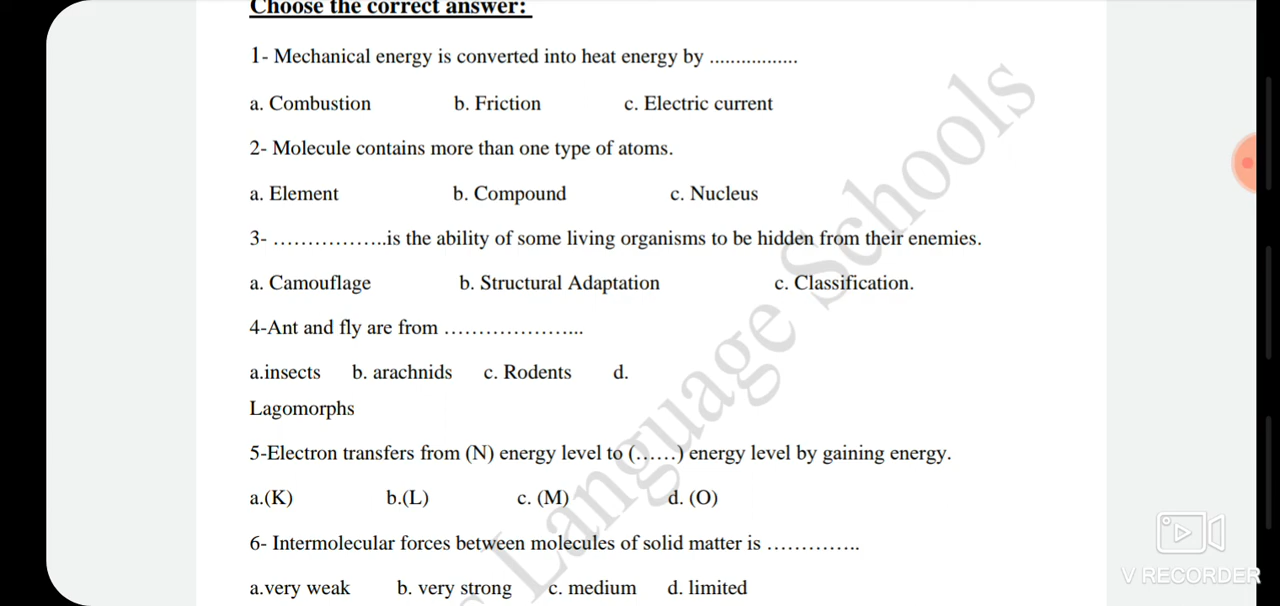 Choose the correct answer:
1- Mechanical energy is converted into heat energy by .................
a. Combustion b. Friction c. Electric current
2- Molecule contains more than one type of atoms.
a. Element b. Compound c. Nucleus
3- ……………..is the ability of some living organisms to be hidden from their enemies.
a. Camouflage b. Structural Adaptation c. Classification.
4-Ant and fly are from …………………...
a.insects b. arachnids c. Rodents d.
Lagomorphs
5-Electron transfers from (N) energy level to (……) energy level by gaining energy.
a.(K) b.(L) c. (M) d. (O)
6- Intermolecular forces between molecules of solid matter is …………..
a.very weak b. very strong c. medium d. limited
Language Schools
V RECORDER